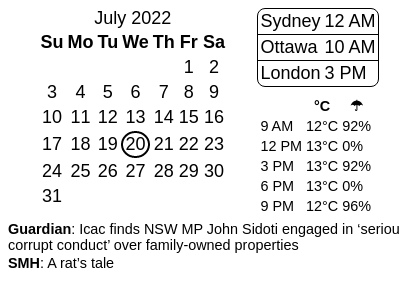 July 2022
Su Mo Tu We Th Fr Sa
1 2
3 4 5 6 7 8 9
10 11 12 13 14 15 16
17 18 19 20 21 22 23
24 25 26 27 28 29 30
31
Sydney 12 AM
Ottawa 10 AM
London 3 PM
°C ☂
9 AM 12°C 92%
12 PM 13°C 0%
3 PM 13°C 92%
6 PM 13°C 0%
9 PM 12°C 96%
Guardian: Icac finds NSW MP John Sidoti engaged in ‘seriou
corrupt conduct’ over family-owned properties
SMH: A rat’s tale